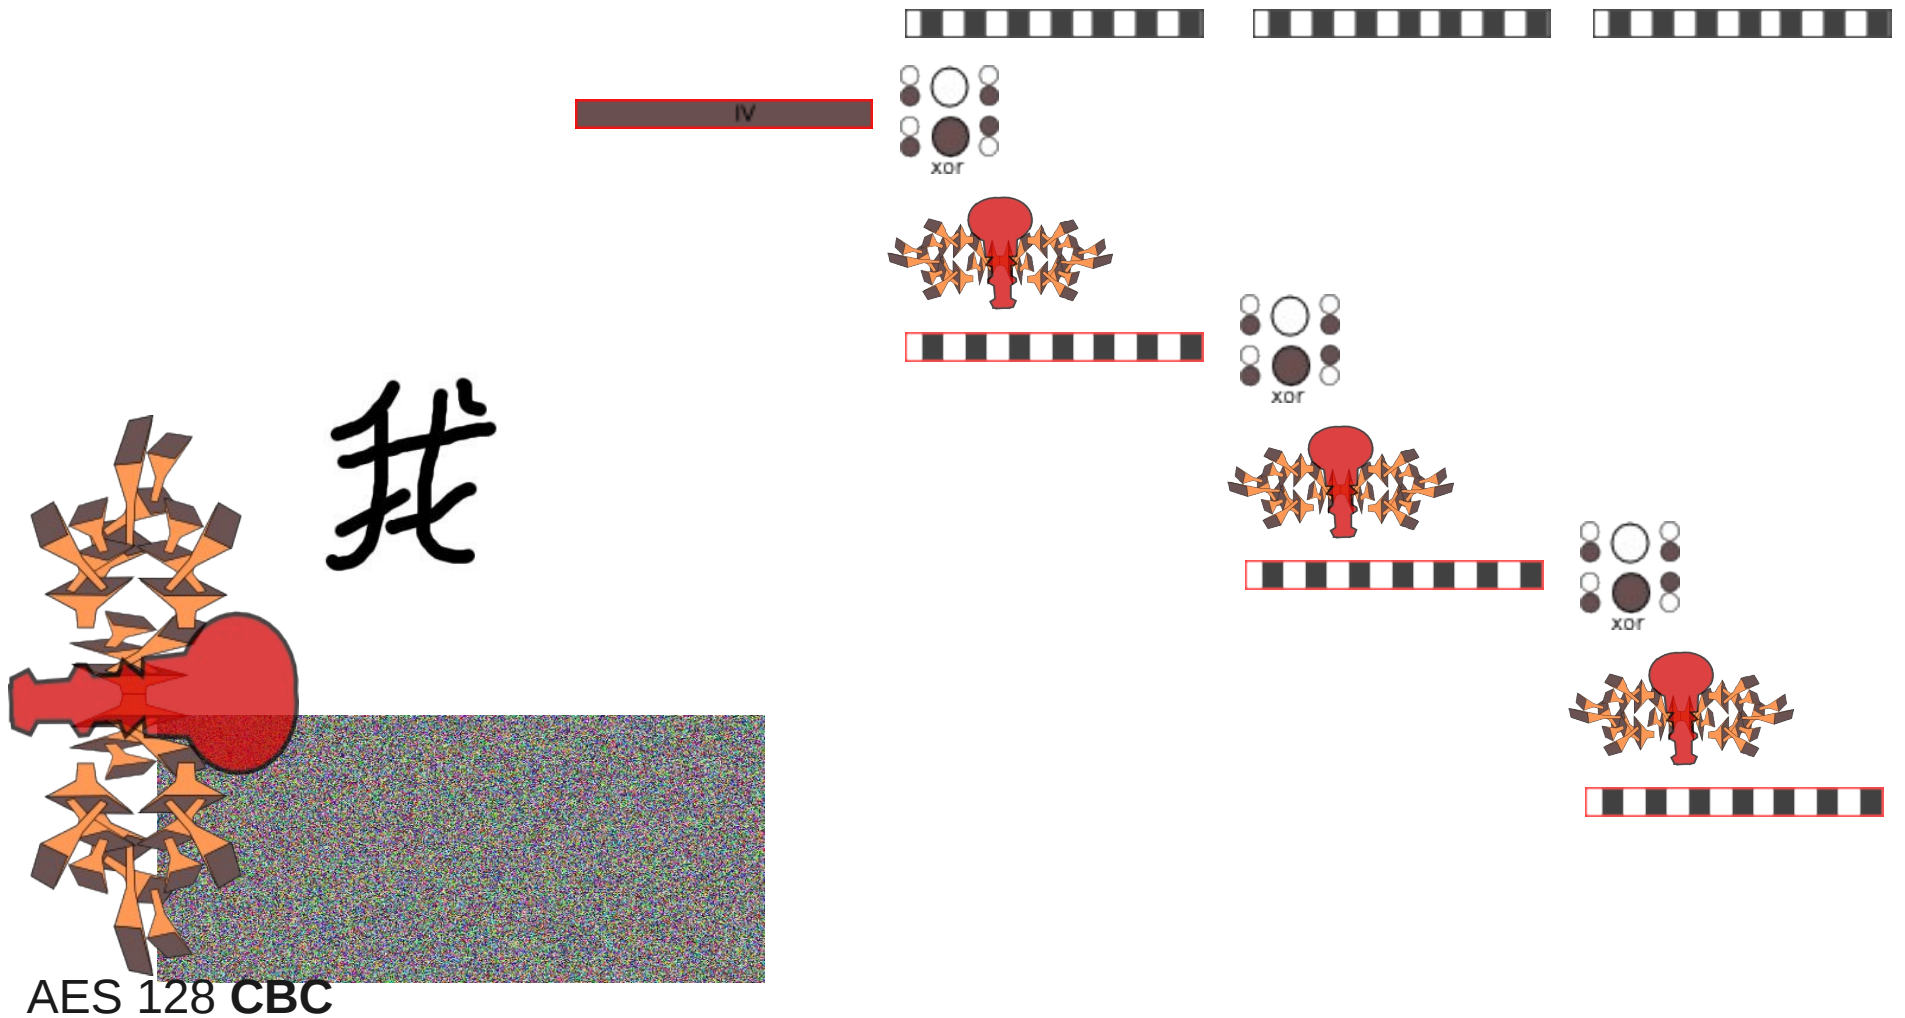 IV
xor
xor
我
xor
AES 128 CBC